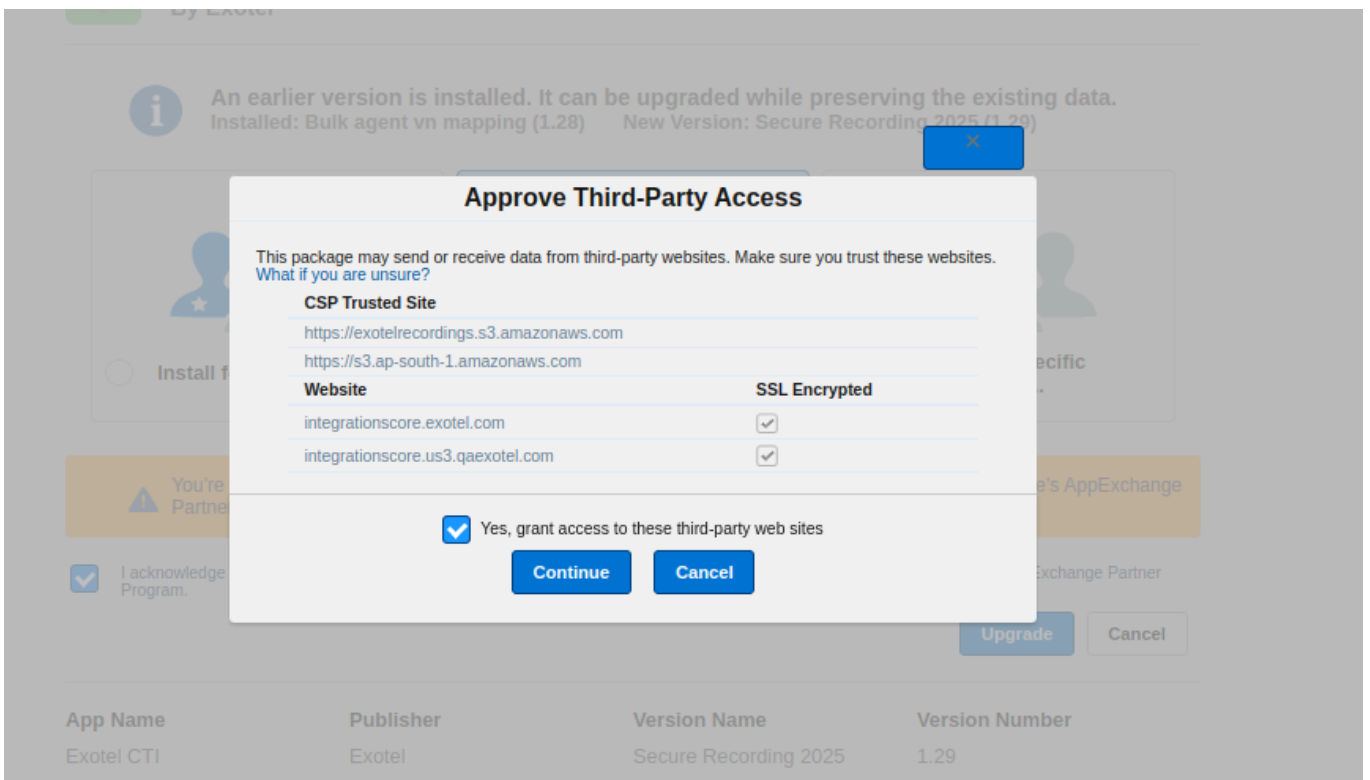 By Exotel
An earlier version is installed. It can be upgraded while preserving the existing data.
Installed: Bulk agent vn mapping (1.28) New Version: Secure Recording 2025 (1.29)
×
Approve Third-Party Access
This package may send or receive data from third-party websites. Make sure you trust these websites.
What if you are unsure?
CSP Trusted Site
https://exotelrecordings.s3.amazonaws.com
https://s3.ap-south-1.amazonaws.com
Install f ecific
Website SSL Encrypted
integrationscore.exotel.com
integrationscore.us3.qaexotel.com
You're e's AppExchange
Partne
Yes, grant access to these third-party web sites
Continue Cancel
I acknowledge Exchange Partner
Program.
Upgrade Cancel
App Name Publisher Version Name Version Number
Exotel CTI Exotel Secure Recording 2025 1.29